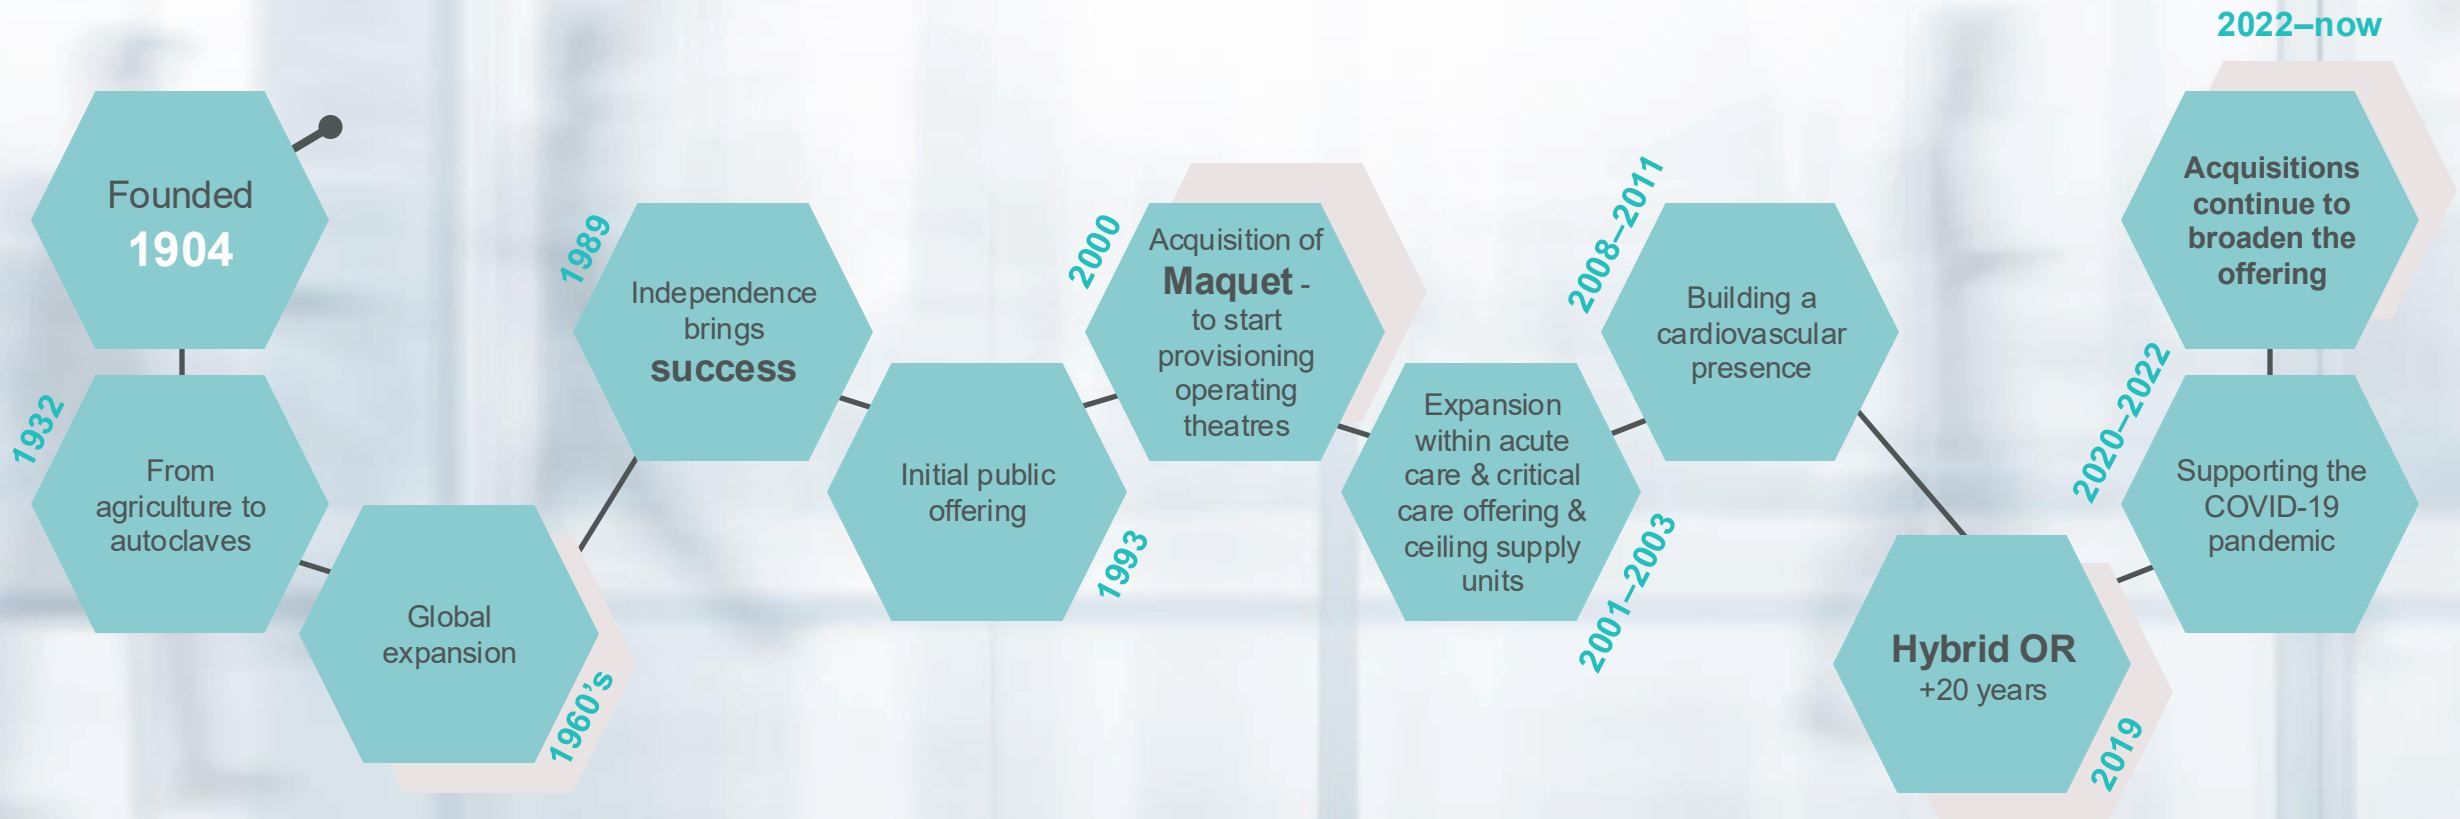 Founded
1904
1932
From
agriculture to
autoclaves
Global
expansion
1960's
1989
Independence
brings
success
Initial public
offering
1993
2000
Acquisition of
Maquet -
to start
provisioning
operating
theatres
Expansion
within acute
care & critical
care offering &
ceiling supply
units
2001–2003
2008–2011
Building a
cardiovascular
presence
Hybrid OR
+20 years
2019
2020–2022
Supporting the
COVID-19
pandemic
2022–now
Acquisitions
continue to
broaden the
offering